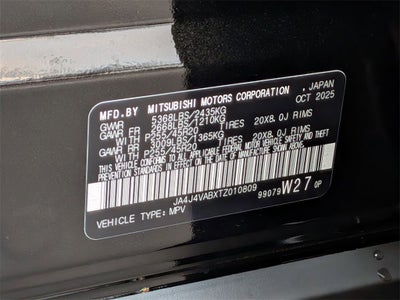 MFD.BY MITSUBISHI MOTORS CORPORATION , JAPAN
OCT 2025
GVWR 5368LBS/2435KG
GAWR FR 2668LBS/1210KG
WITH P255/45R20 TIRES 20X8.0J RIMS
GAWR RR 3009LBS/1365KG
WITH P255/45R20 TIRES 20X8.0J RIMS
THIS VEHICLE CONFORMS TO ALL APPLICABLE U.S. FEDERAL MOTOR VEHICLE SAFETY, BUMPER, AND THEFT
PREVENTION STANDARDS IN EFFECT ON THE DATE OF MANUFACTURE SHOWN ABOVE.
JA4J4VABXTZ010809
VEHICLE TYPE: MPV
99079 W27 0P